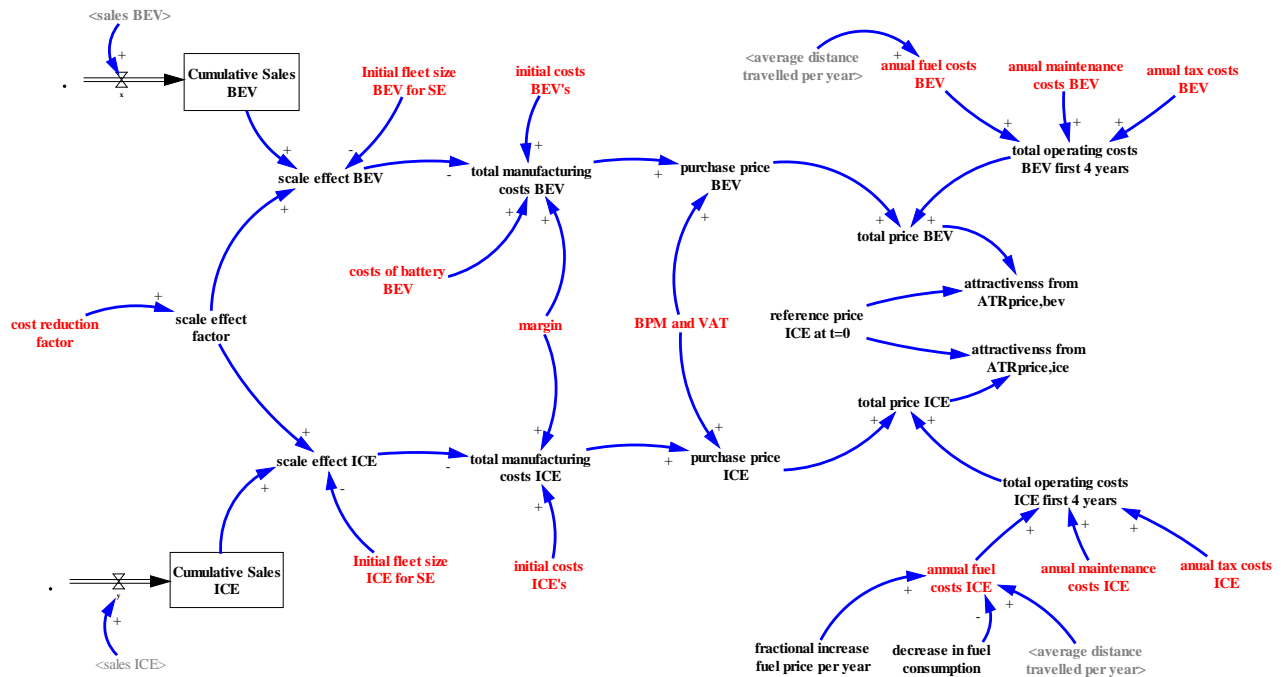 <sales BEV>
+
Cumulative Sales
BEV
.
x
Initial fleet size
BEV for SE
initial costs
BEV's
<average distance
travelled per year>
+
anual fuel costs
BEV
anual maintenance
costs BEV
anual tax costs
BEV
+
-
+
+
+
+
scale effect BEV
-
total manufacturing
costs BEV
+
purchase price
BEV
total operating costs
BEV first 4 years
+
+
+
+
+
+
total price BEV
costs of battery
BEV
attractivenss from
ATRprice,bev
+
cost reduction
factor
scale effect
factor
margin
BPM and VAT
reference price
ICE at t=0
attractivenss from
ATRprice,ice
total price ICE
+
+
+
+
+
scale effect ICE
-
total manufacturing
costs ICE
+
purchase price
ICE
+
-
+
total operating costs
ICE first 4 years
+
+
+
Cumulative Sales
ICE
Initial fleet size
ICE for SE
initial costs
ICE's
annual fuel
costs ICE
anual maintenance
costs ICE
anual tax costs
ICE
.
y
+
+
-
+
<sales ICE>
fractional increase
fuel price per year
decrease in fuel
consumption
<average distance
travelled per year>